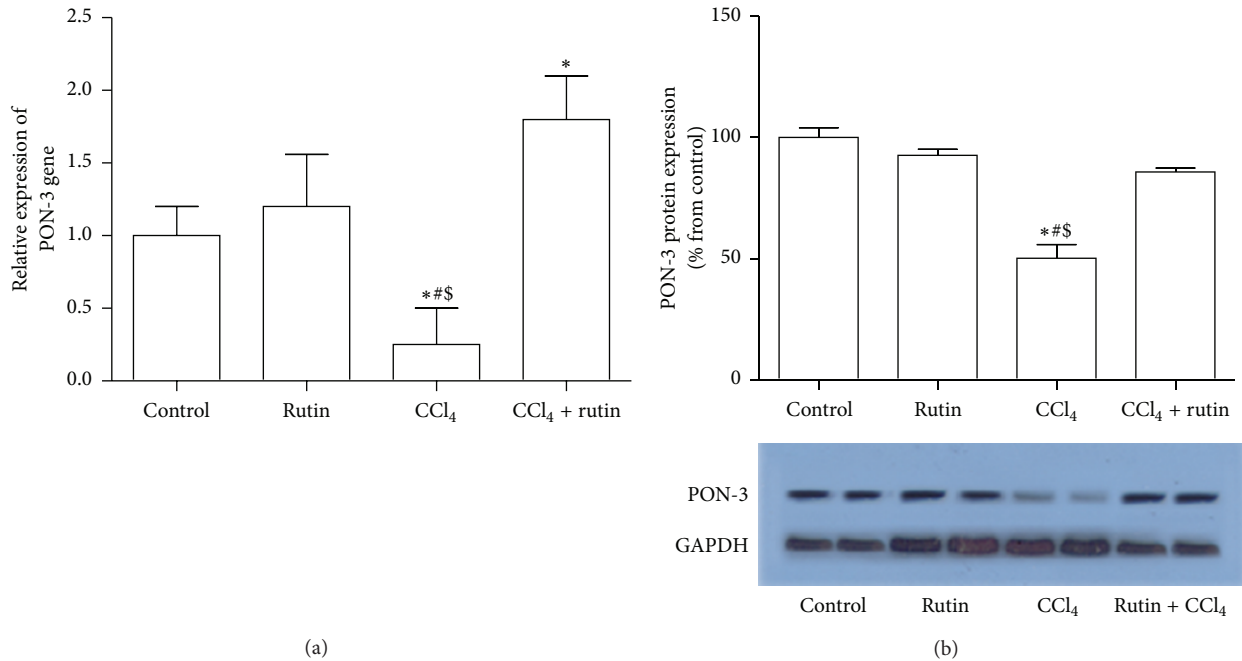 Relative expression of
PON-3 gene
2.5
2.0
1.5
1.0
0.5
0.0
*#$
*
Control
Rutin
CCl₄
CCl₄ + rutin
(a)
PON-3 protein expression
(% from control)
150
100
50
0
*#$
Control
Rutin
CCl₄
CCl₄ + rutin
PON-3
GAPDH
Control
Rutin
CCl₄
Rutin + CCl₄
(b)